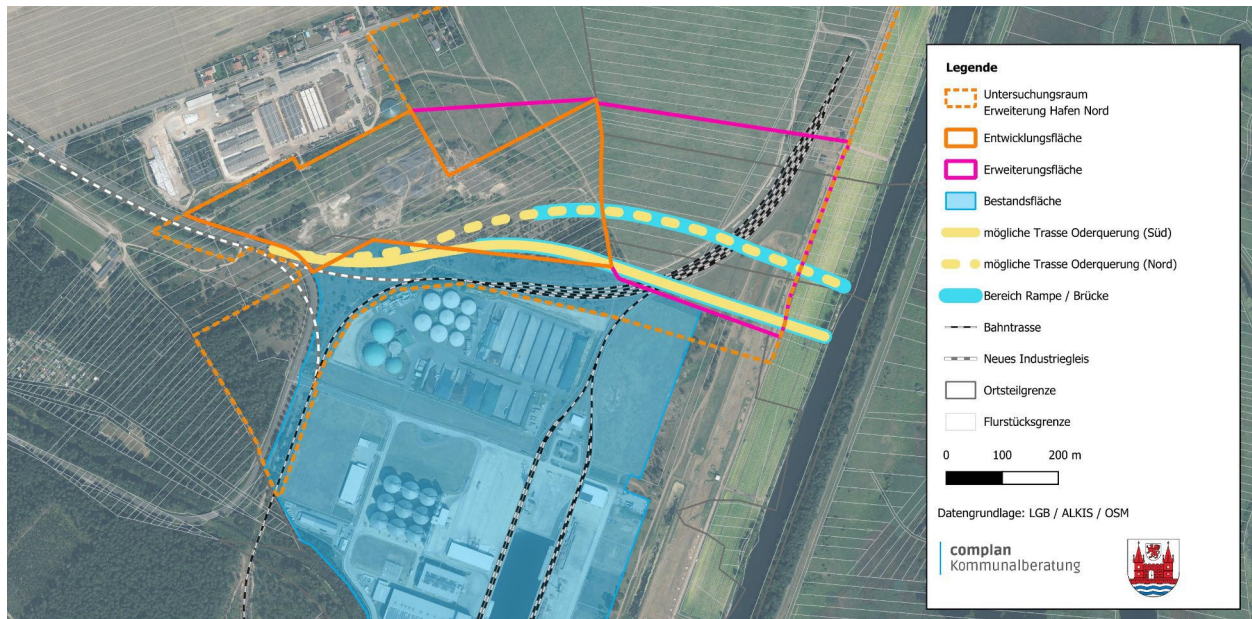 Legende
Untersuchungsraum
Erweiterung Hafen Nord
Entwicklungsfläche
Erweiterungsfläche
Bestandsfläche
mögliche Trasse Oderquerung (Süd)
mögliche Trasse Oderquerung (Nord)
Bereich Rampe / Brücke
Bahntrasse
Neues Industriegleis
Ortsteilgrenze
Flurstücksgrenze
0 100 200 m
Datengrundlage: LGB / ALKIS / OSM
complan
Kommunalberatung